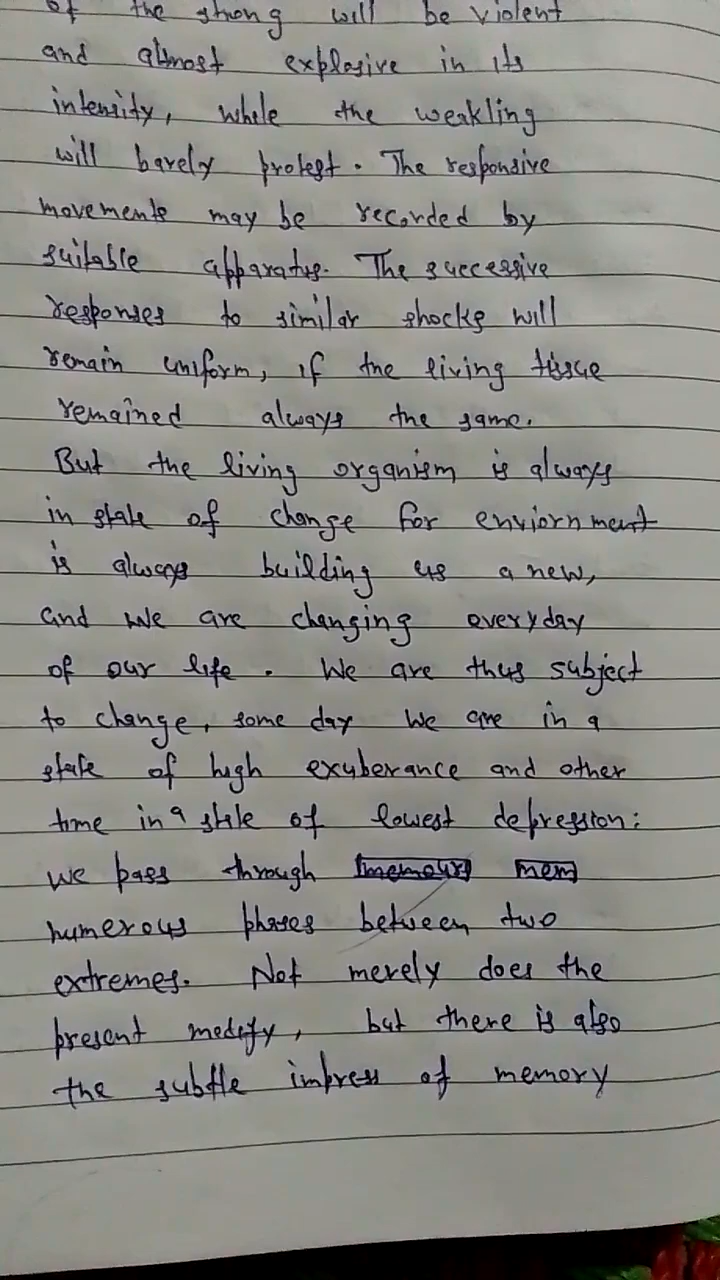 of the strong will be violent
and almost explosive in its
intensity, while the weakling
will barely protest. The responsive
movements may be recorded by
suitable apparatus. The successive
responses to similar shocks will
remain uniform, if the living tissue
remained always the same.
But the living organism is always
in state of change for enviornment
is always building us a new,
and we are changing everyday
of our life. We are thus subject
to change, some day we are in a
state of high exuberance and other
time in a state of lowest depression:
we pass through
numerous phases between two
extremes. Not merely does the
present medify, but there is also
the subtle impress of memory